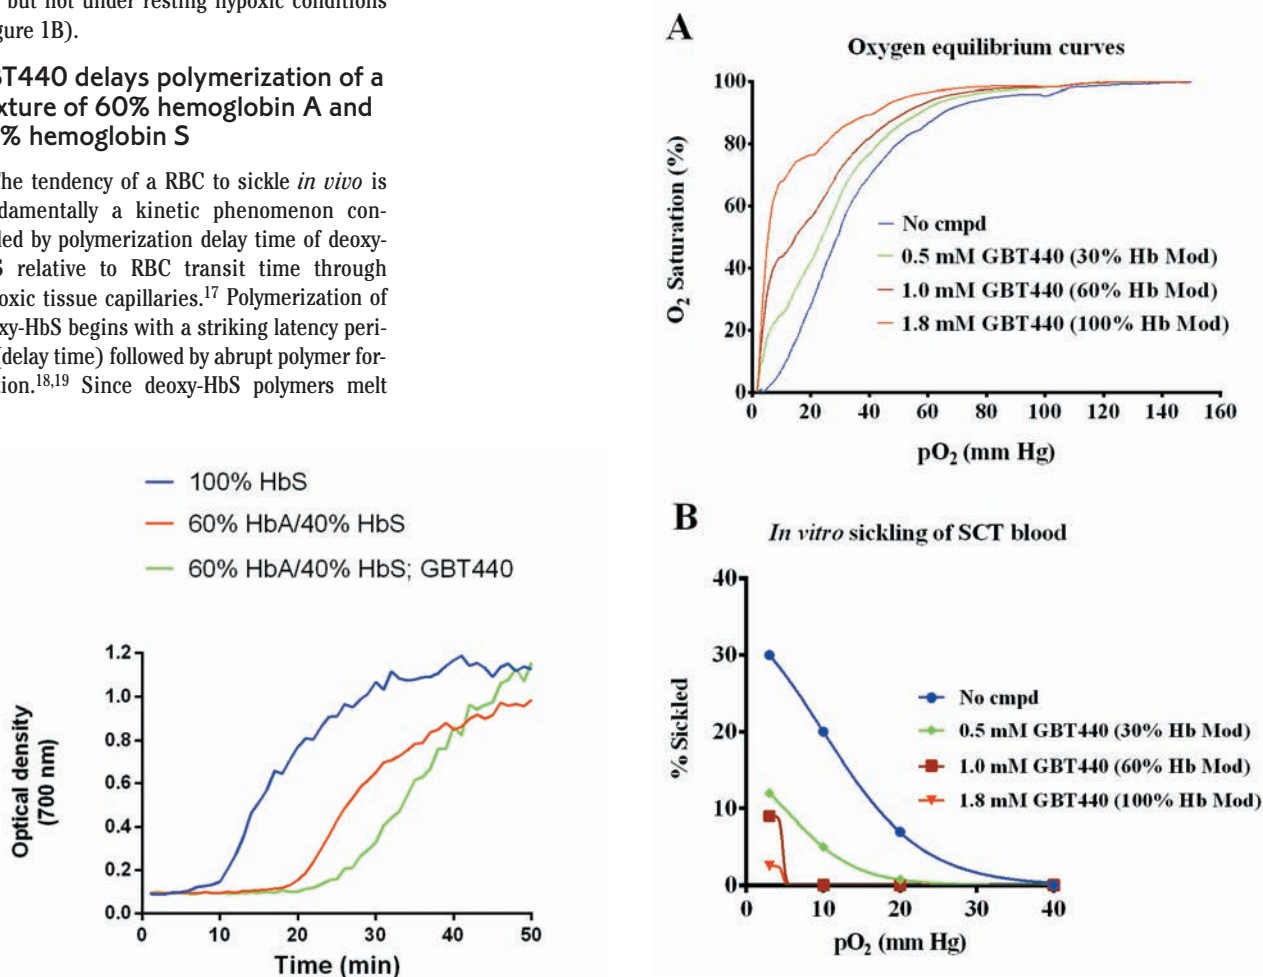 but not under resting hypoxic conditions
gure 1B).
BT440 delays polymerization of a
xture of 60% hemoglobin A and
% hemoglobin S
The tendency of a RBC to sickle in vivo is
damentally a kinetic phenomenon con-
led by polymerization delay time of deoxy-
S relative to RBC transit time through
oxic tissue capillaries.17 Polymerization of
xy-HbS begins with a striking latency peri-
(delay time) followed by abrupt polymer for-
tion.18,19 Since deoxy-HbS polymers melt
100% HbS
60% HbA/40% HbS
60% HbA/40% HbS; GBT440
Optical density
(700 nm)
1.2
1.0
0.8
0.6
0.4
0.2
0.0
0 10 20 30 40 50
Time (min)
A
Oxygen equilibrium curves
O2 Saturation (%)
100
80
60
40
20
0
No cmpd
0.5 mM GBT440 (30% Hb Mod)
1.0 mM GBT440 (60% Hb Mod)
1.8 mM GBT440 (100% Hb Mod)
0 20 40 60 80 100 120 140 160
pO2 (mm Hg)
B
In vitro sickling of SCT blood
% Sickled
40
30
20
10
0
No cmpd
0.5 mM GBT440 (30% Hb Mod)
1.0 mM GBT440 (60% Hb Mod)
1.8 mM GBT440 (100% Hb Mod)
0 10 20 30 40
pO2 (mm Hg)